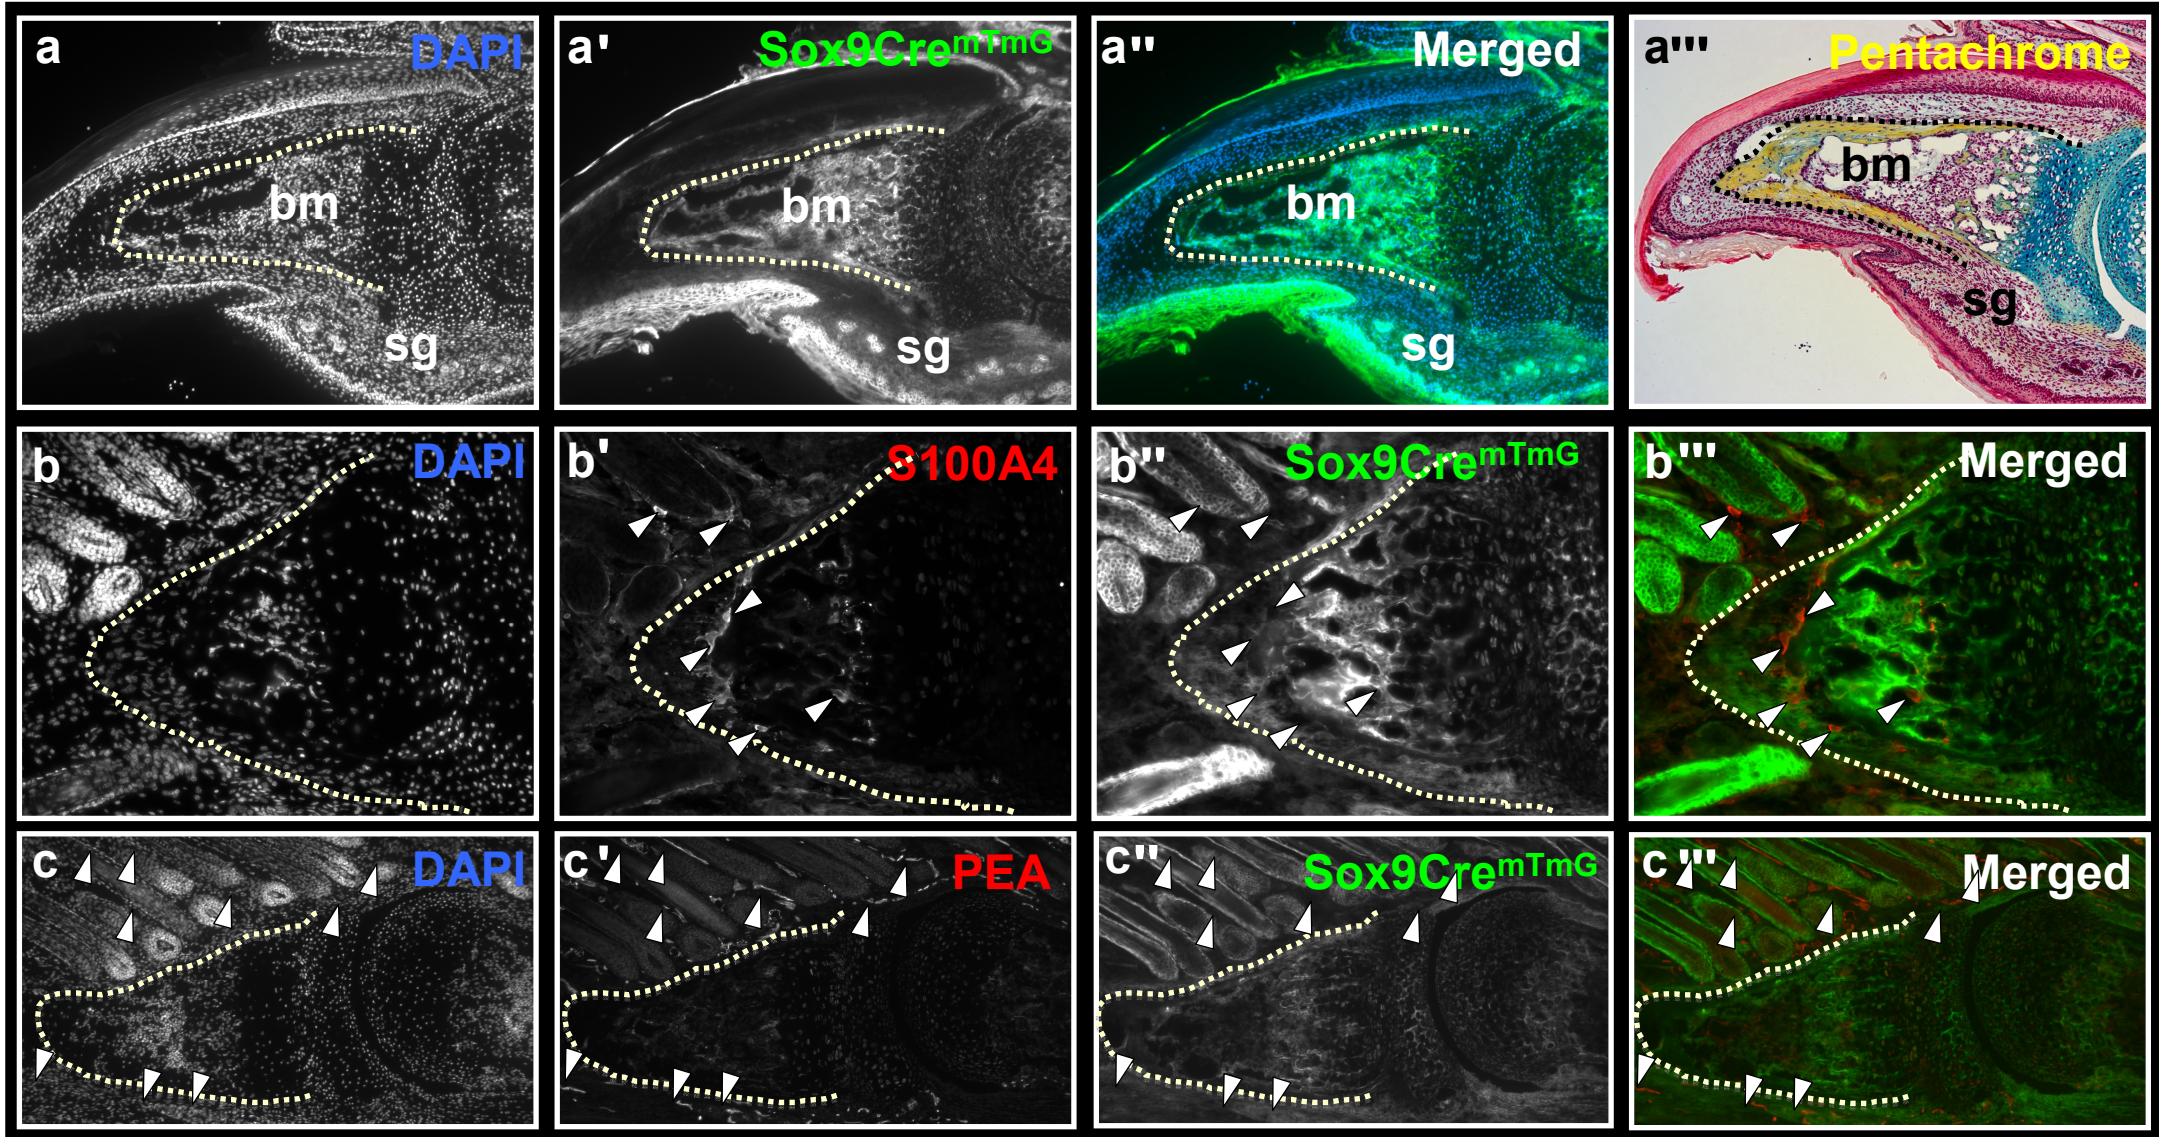 a DAPI
bm
sg
a' Sox9CremTmG
bm
sg
a'' Merged
bm
sg
a''' Pentachrome
bm
sg
b DAPI
b' S100A4
b'' Sox9CremTmG
b''' Merged
c DAPI
c' PEA
c'' Sox9CremTmG
c''' Merged